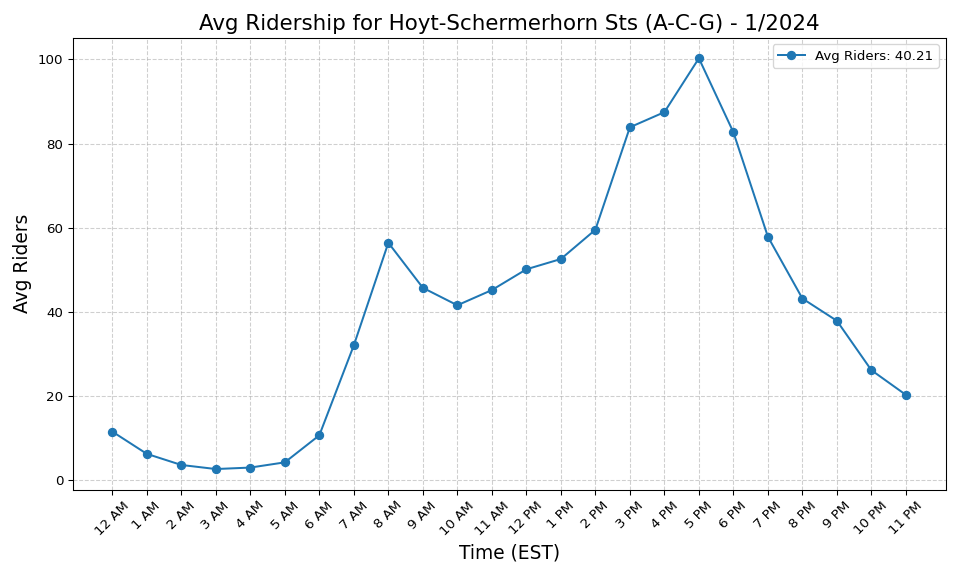 Avg Ridership for Hoyt-Schermerhorn Sts (A-C-G) - 1/2024
Avg Riders: 40.21
Avg Riders
100
80
60
40
20
0
12 AM
1 AM
2 AM
3 AM
4 AM
5 AM
6 AM
7 AM
8 AM
9 AM
10 AM
11 AM
12 PM
1 PM
2 PM
3 PM
4 PM
5 PM
6 PM
7 PM
8 PM
9 PM
10 PM
11 PM
Time (EST)